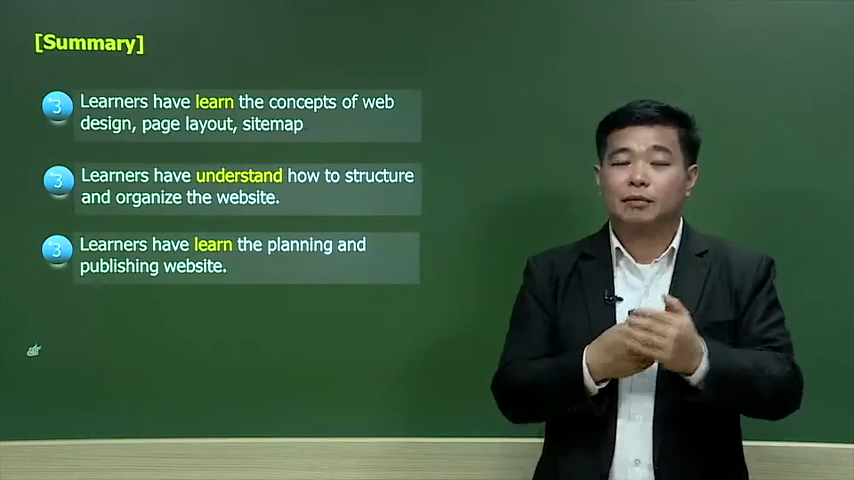 [Summary]
3 Learners have learn the concepts of web
design, page layout, sitemap
3 Learners have understand how to structure
and organize the website.
3 Learners have learn the planning and
publishing website.